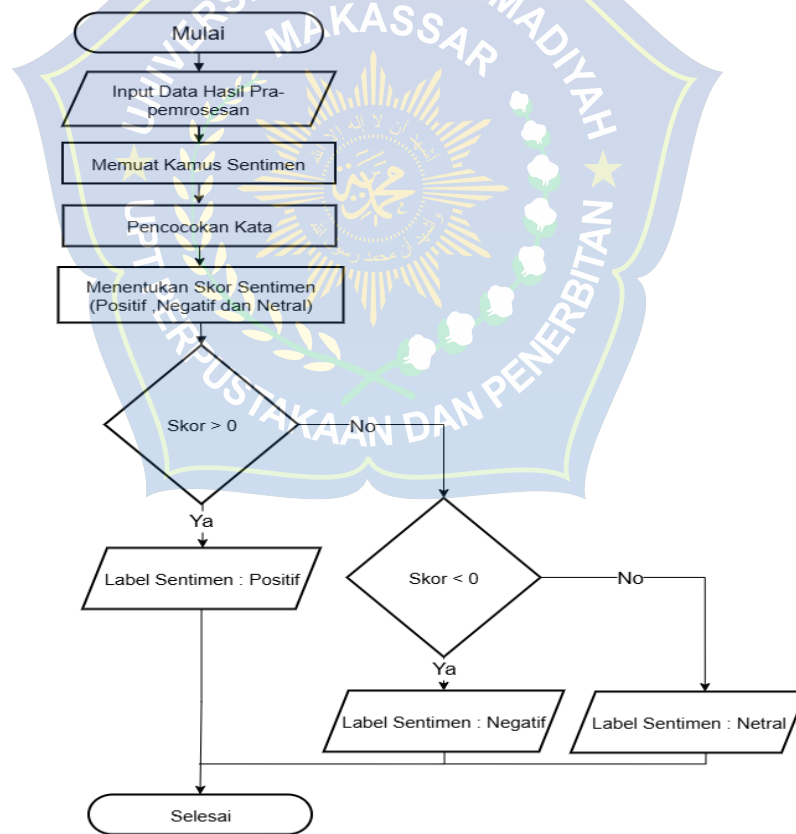 Mulai
Input Data Hasil Pra-
pemrosesan
Memuat Kamus Sentimen
Pencocokan Kata
Menentukan Skor Sentimen
(Positif ,Negatif dan Netral)
Skor > 0
No
Ya
Label Sentimen : Positif
Skor < 0
No
Ya
Label Sentimen : Negatif
Label Sentimen : Netral
Selesai
MAKASSAR
UPT PERPUSTAKAAN DAN PENERBITAN